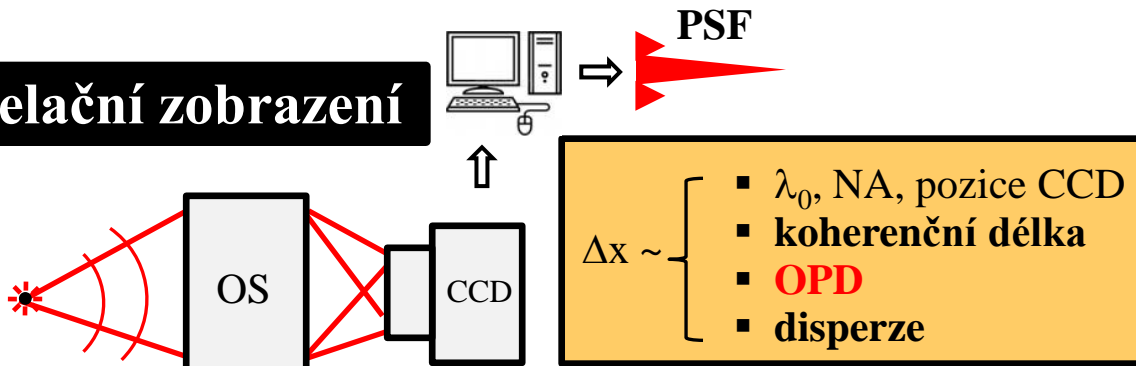 PSF
elační zobrazení
λ₀, NA, pozice CCD
koherenční délka
Δx ~
OPD
disperze
OS
CCD